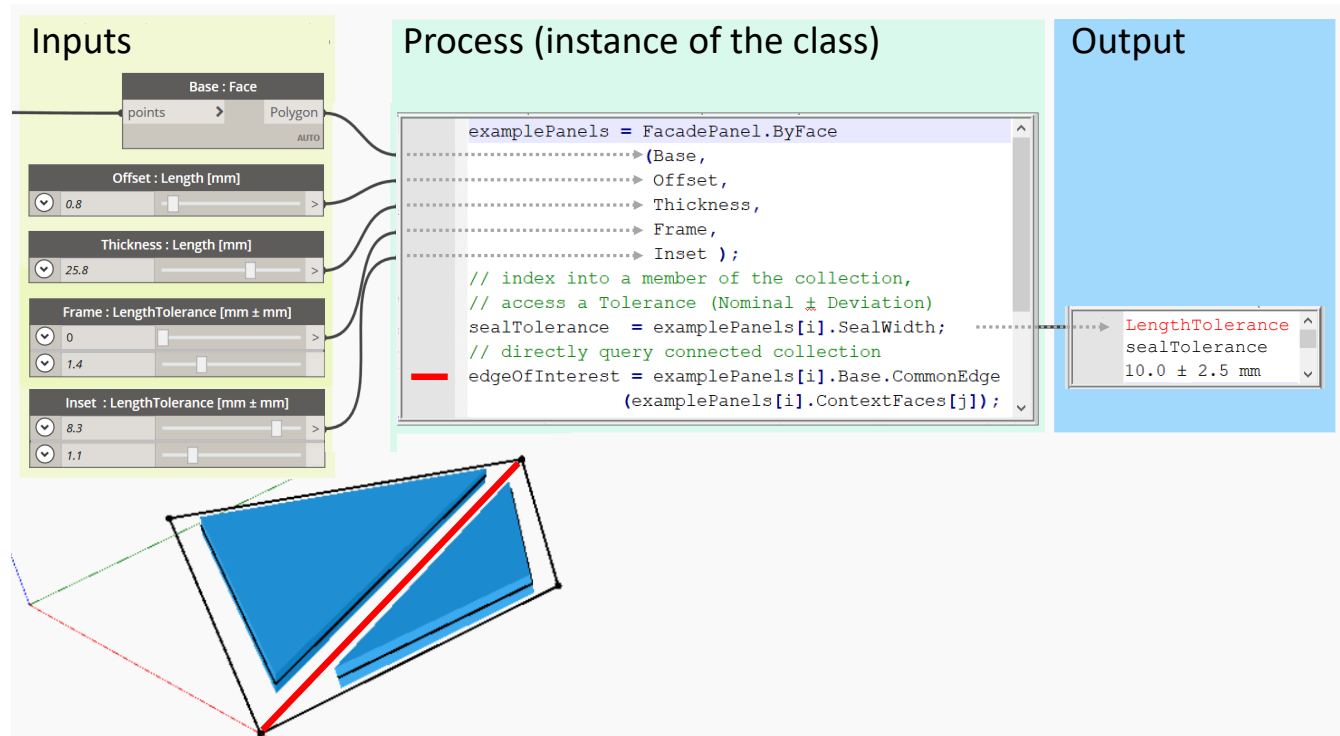 Inputs
Base : Face
points > Polygon
AUTO
Offset : Length [mm]
0.8 >
Thickness : Length [mm]
25.8 >
Frame : LengthTolerance [mm ± mm]
0 >
1.4
Inset : LengthTolerance [mm ± mm]
8.3 >
1.1
Process (instance of the class)
examplePanels = FacadePanel.ByFace
(Base,
Offset,
Thickness,
Frame,
Inset );
// index into a member of the collection,
// access a Tolerance (Nominal ± Deviation)
sealTolerance = examplePanels[i].SealWidth;
// directly query connected collection
edgeOfInterest = examplePanels[i].Base.CommonEdge
(examplePanels[i].ContextFaces[j]);
Output
LengthTolerance
sealTolerance
10.0 ± 2.5 mm